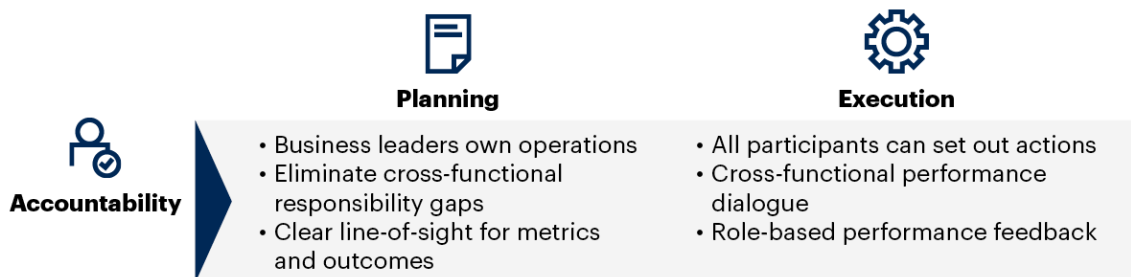 Planning
Execution
Accountability
• Business leaders own operations
• Eliminate cross-functional
responsibility gaps
• Clear line-of-sight for metrics
and outcomes
• All participants can set out actions
• Cross-functional performance
dialogue
• Role-based performance feedback